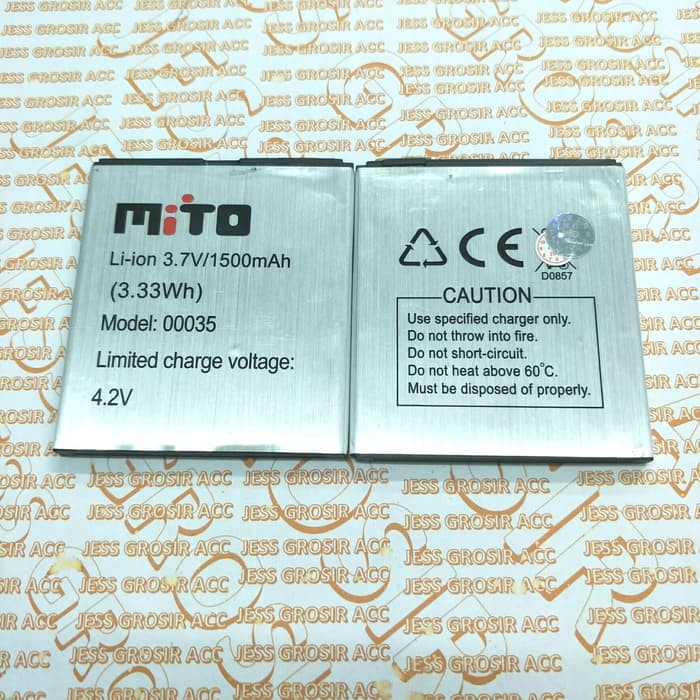 MiTO
Li-ion 3.7V/1500mAh
(3.33Wh)
Model: 00035
Limited charge voltage:
4.2V
CE
D0857
CAUTION
Use specified charger only.
Do not throw into fire.
Do not short-circuit.
Do not heat above 60°C.
Must be disposed of properly.
JESS GROSIR ACC